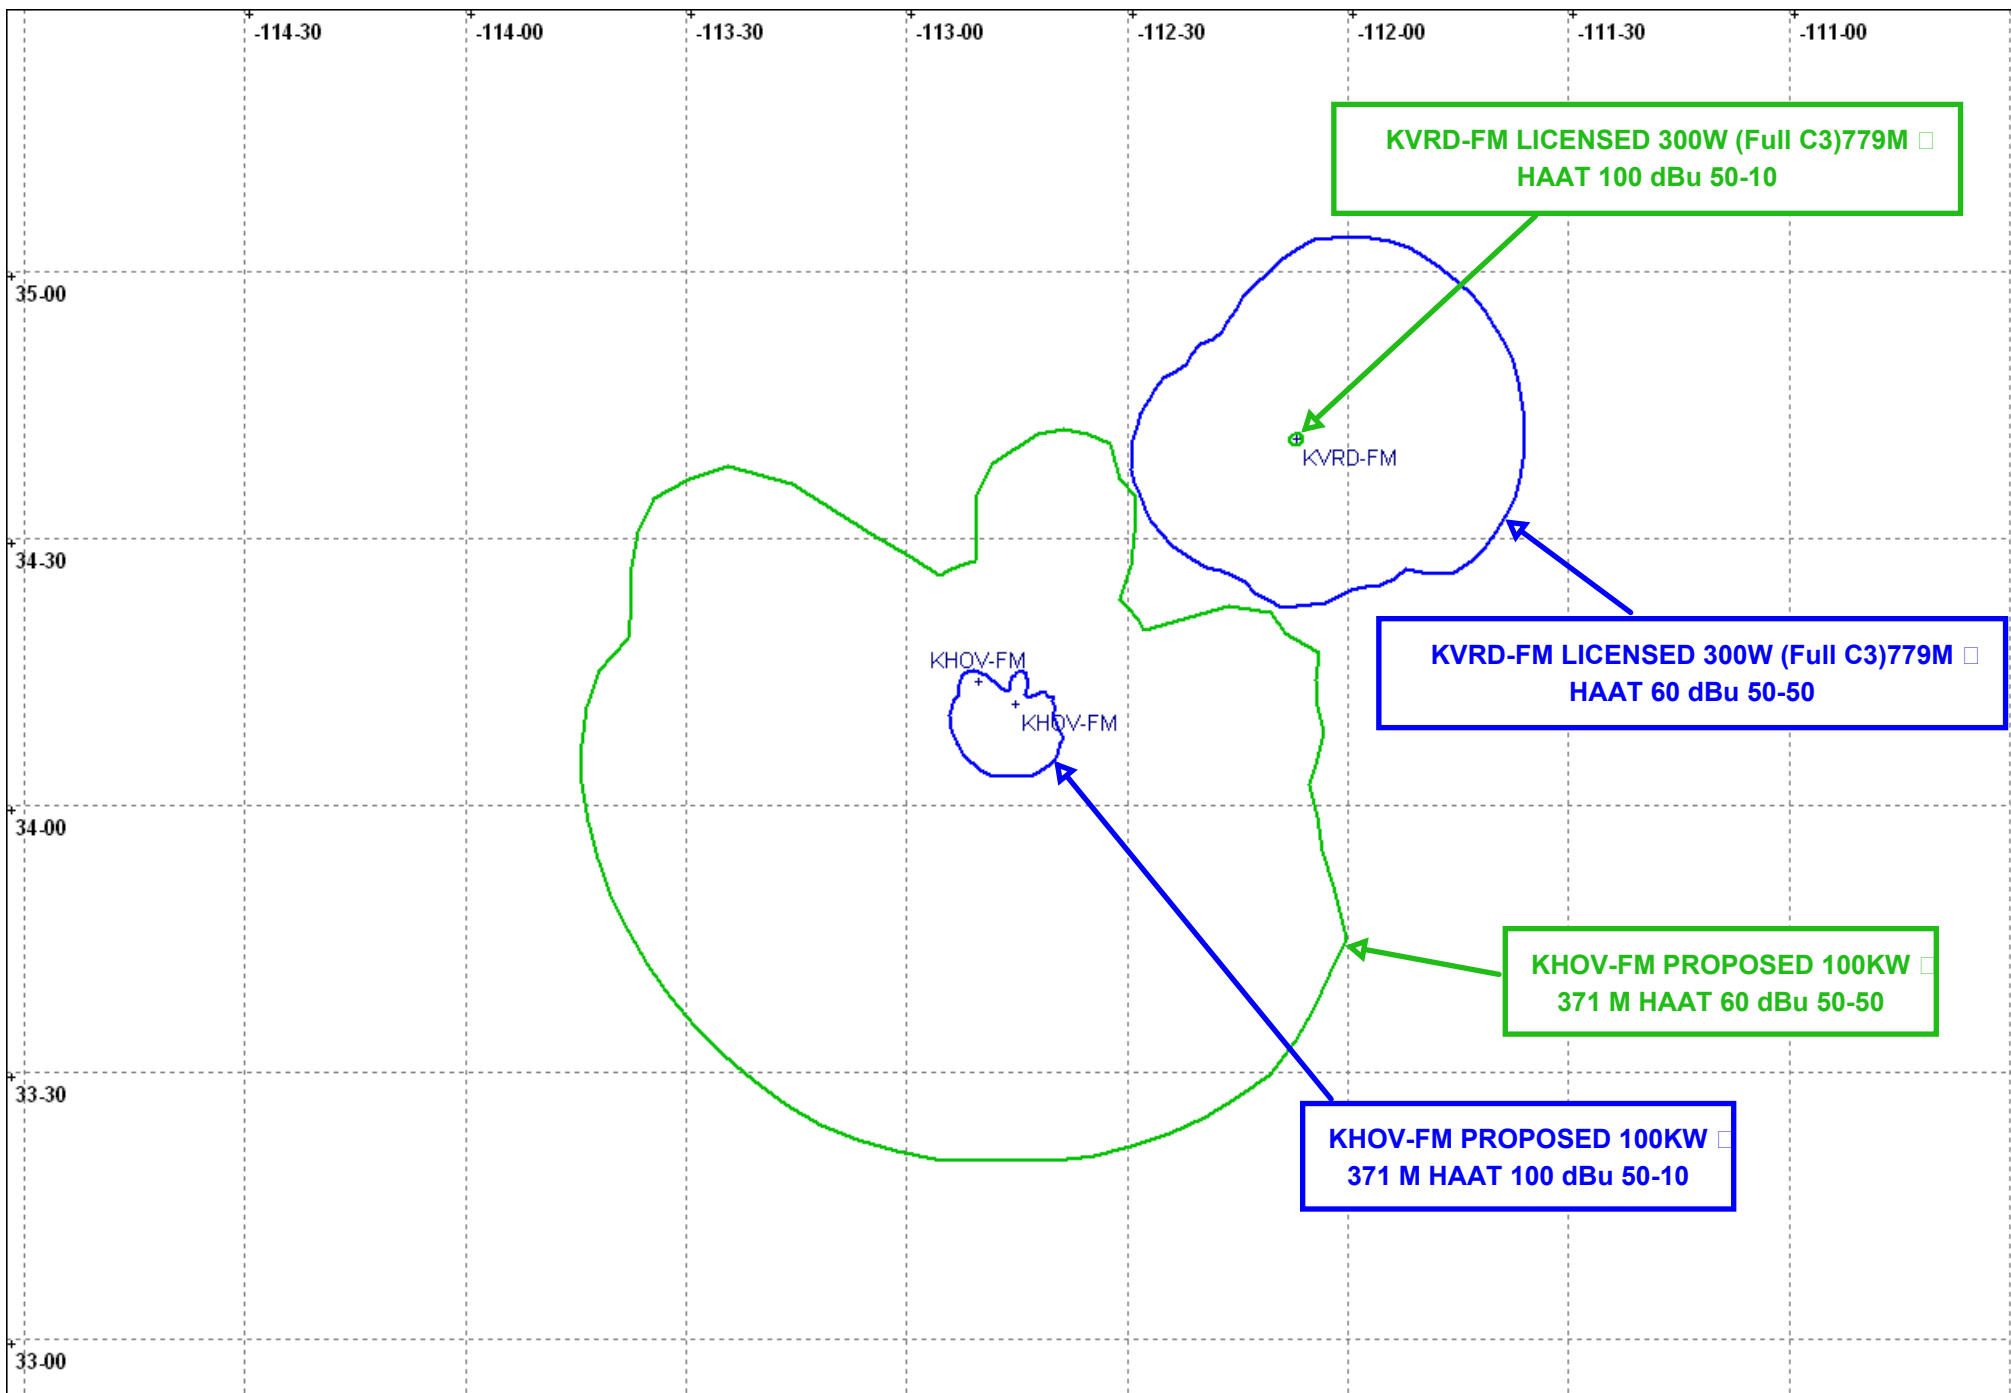 -114-30 -114-00 -113-30 -113-00 -112-30 -112-00 -111-30 -111-00
KVRD-FM LICENSED 300W (Full C3)779M □
HAAT 100 dBu 50-10
35-00
KVRD-FM
34-30
KVRD-FM LICENSED 300W (Full C3)779M □
HAAT 60 dBu 50-50
KHOV-FM
KHOV-FM
34-00
KHOV-FM PROPOSED 100KW □
371 M HAAT 60 dBu 50-50
33-30
KHOV-FM PROPOSED 100KW □
371 M HAAT 100 dBu 50-10
33-00